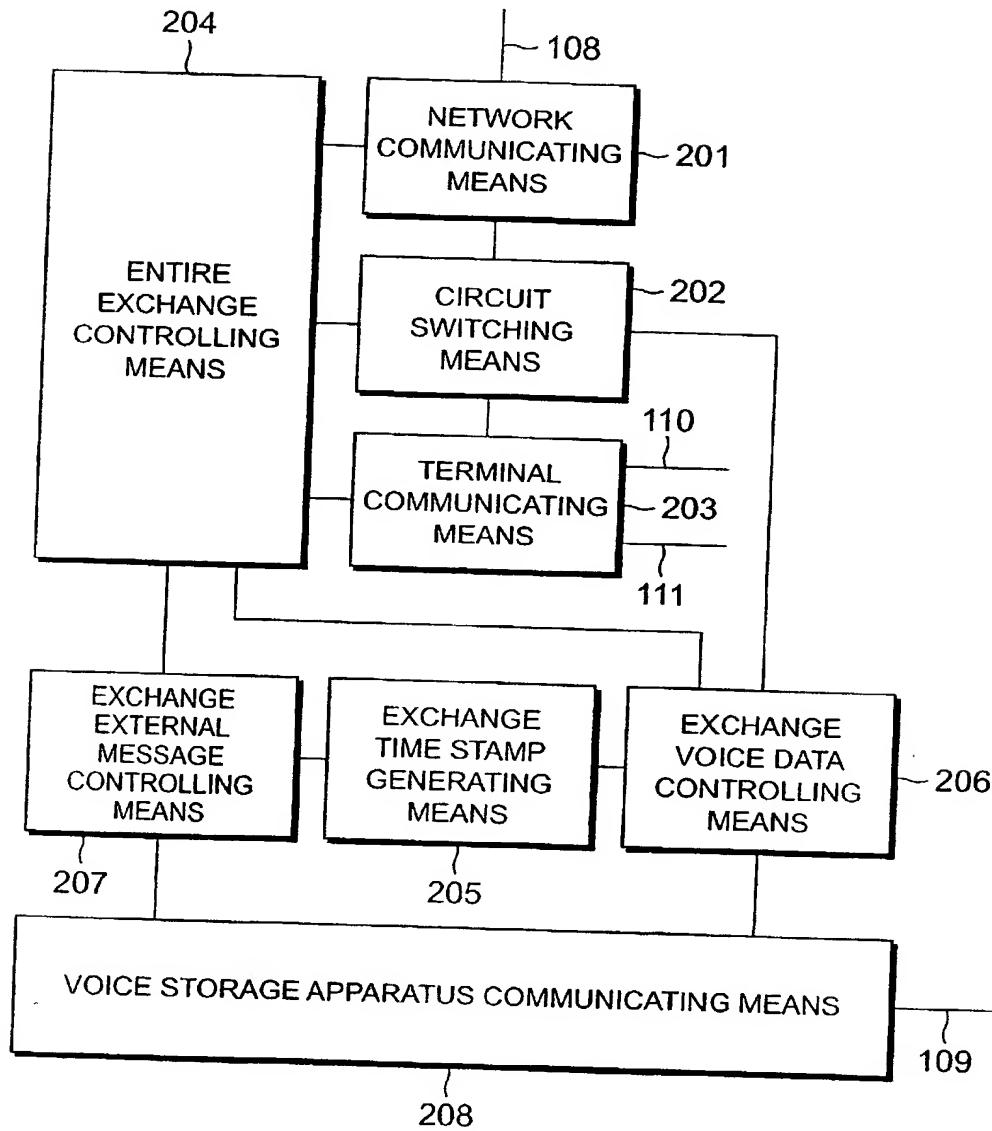 204
108
NETWORK
COMMUNICATING
MEANS
201
ENTIRE
EXCHANGE
CONTROLLING
MEANS
CIRCUIT
SWITCHING
MEANS
202
110
TERMINAL
COMMUNICATING
MEANS
203
111
EXCHANGE
EXTERNAL
MESSAGE
CONTROLLING
MEANS
EXCHANGE
TIME STAMP
GENERATING
MEANS
EXCHANGE
VOICE DATA
CONTROLLING
MEANS
206
207
205
VOICE STORAGE APPARATUS COMMUNICATING MEANS
109
208